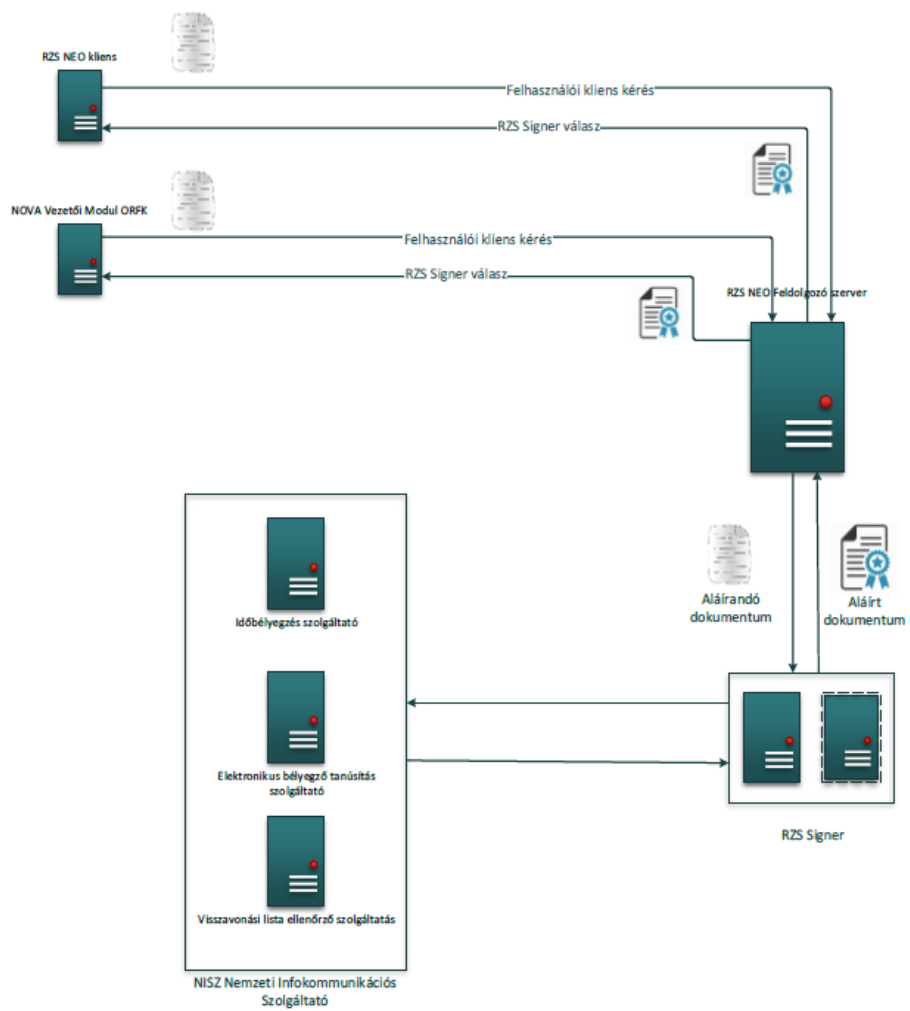 RZS NEO kliens
Felhasználói kliens kérés
RZS Signer válasz
NOVA Vezetői Modul ORFK
Felhasználói kliens kérés
RZS Signer válasz
RZS NEO Feldolgozó szerver
Aláírandó
dokumentum
Aláírt
dokumentum
Időbélyegzés szolgáltató
Elektronikus bélyegző tanúsítás
szolgáltató
Visszavonási lista ellenőrző szolgáltatás
RZS Signer
NISZ Nemzeti Infokommunikációs
Szolgáltató